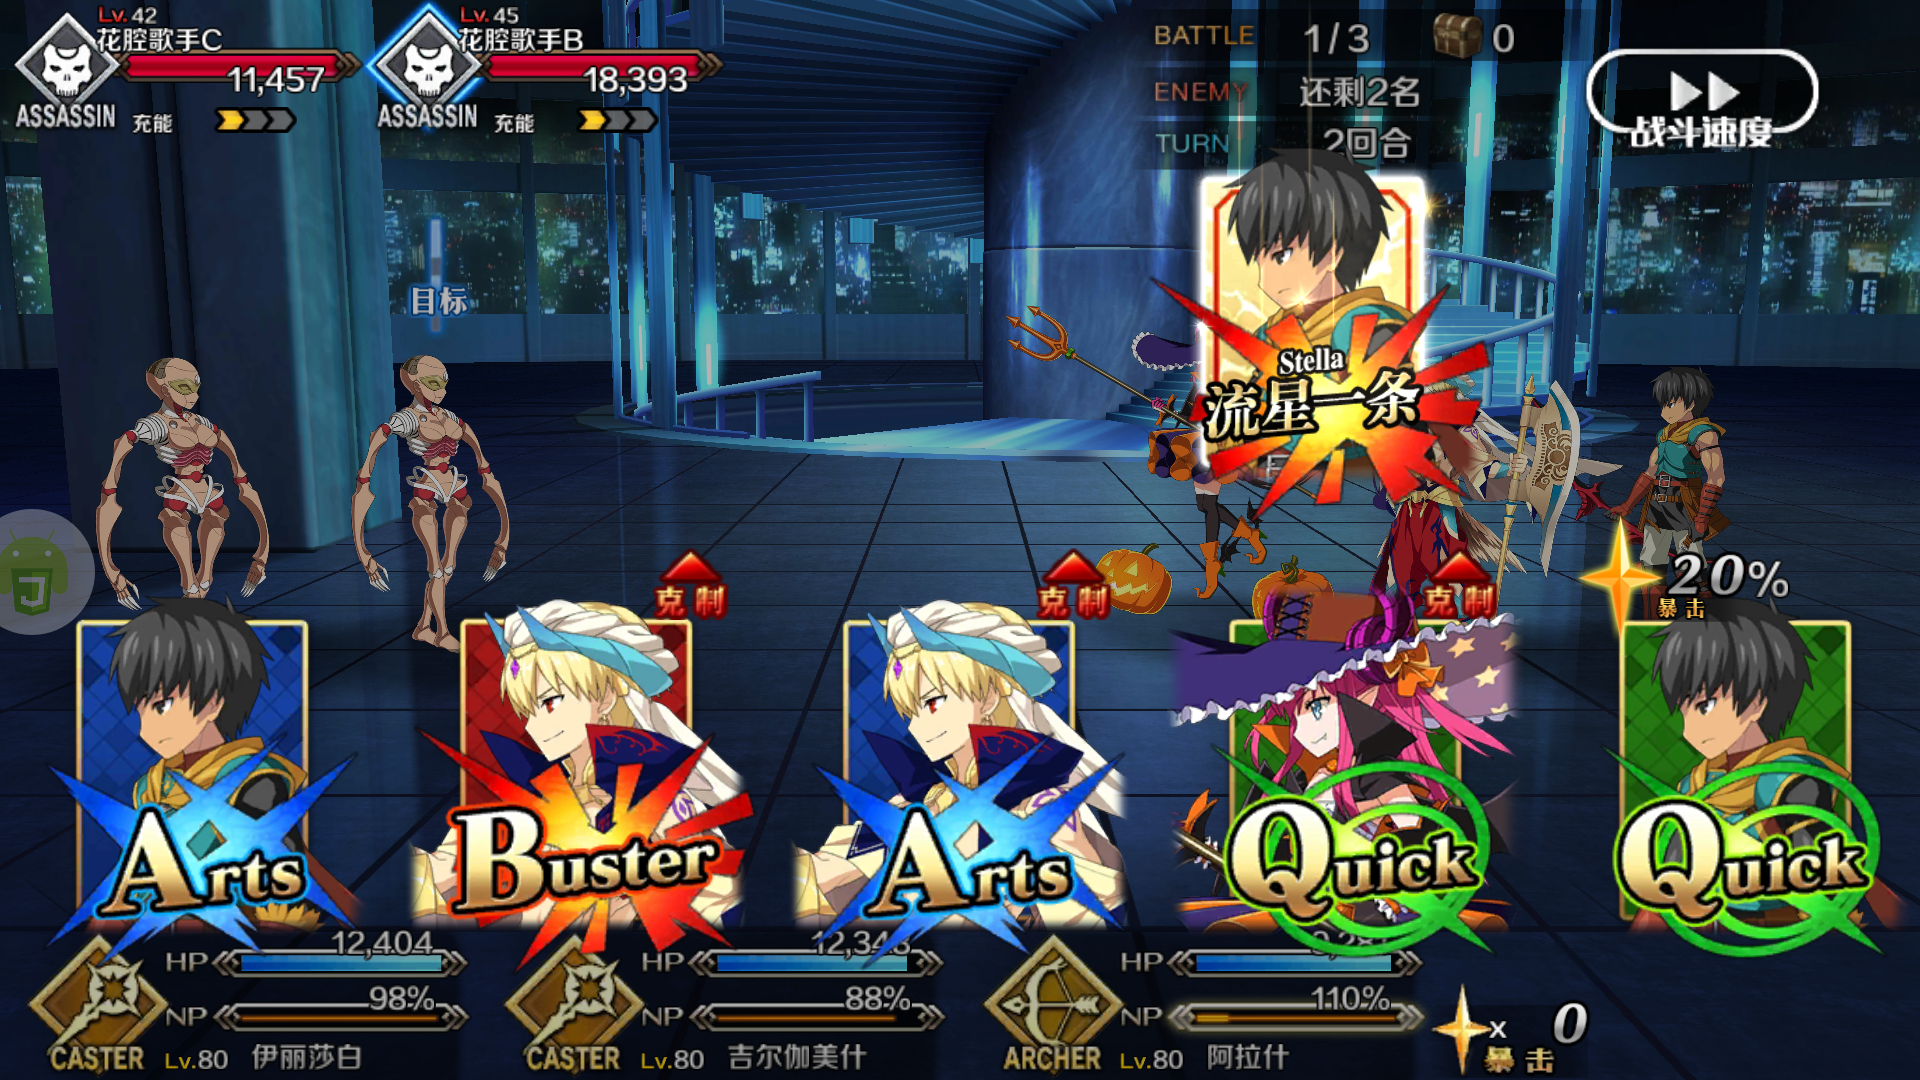 Lv.42
花腔歌手C
11,457
ASSASSIN
充能
Lv.45
花腔歌手B
18,393
ASSASSIN
充能
BATTLE 1/3
0
ENEMY 还剩2名
TURN 2回合
战斗速度
目标
Stella
流星一条
克制
克制
克制
20%
暴击
Arts
Buster
Arts
Quick
Quick
HP 12,404
NP 98%
CASTER Lv.80 伊丽莎白
HP
NP 88%
CASTER Lv.80 吉尔伽美什
HP
NP 110%
ARCHER Lv.80 阿拉什
x 0
暴击